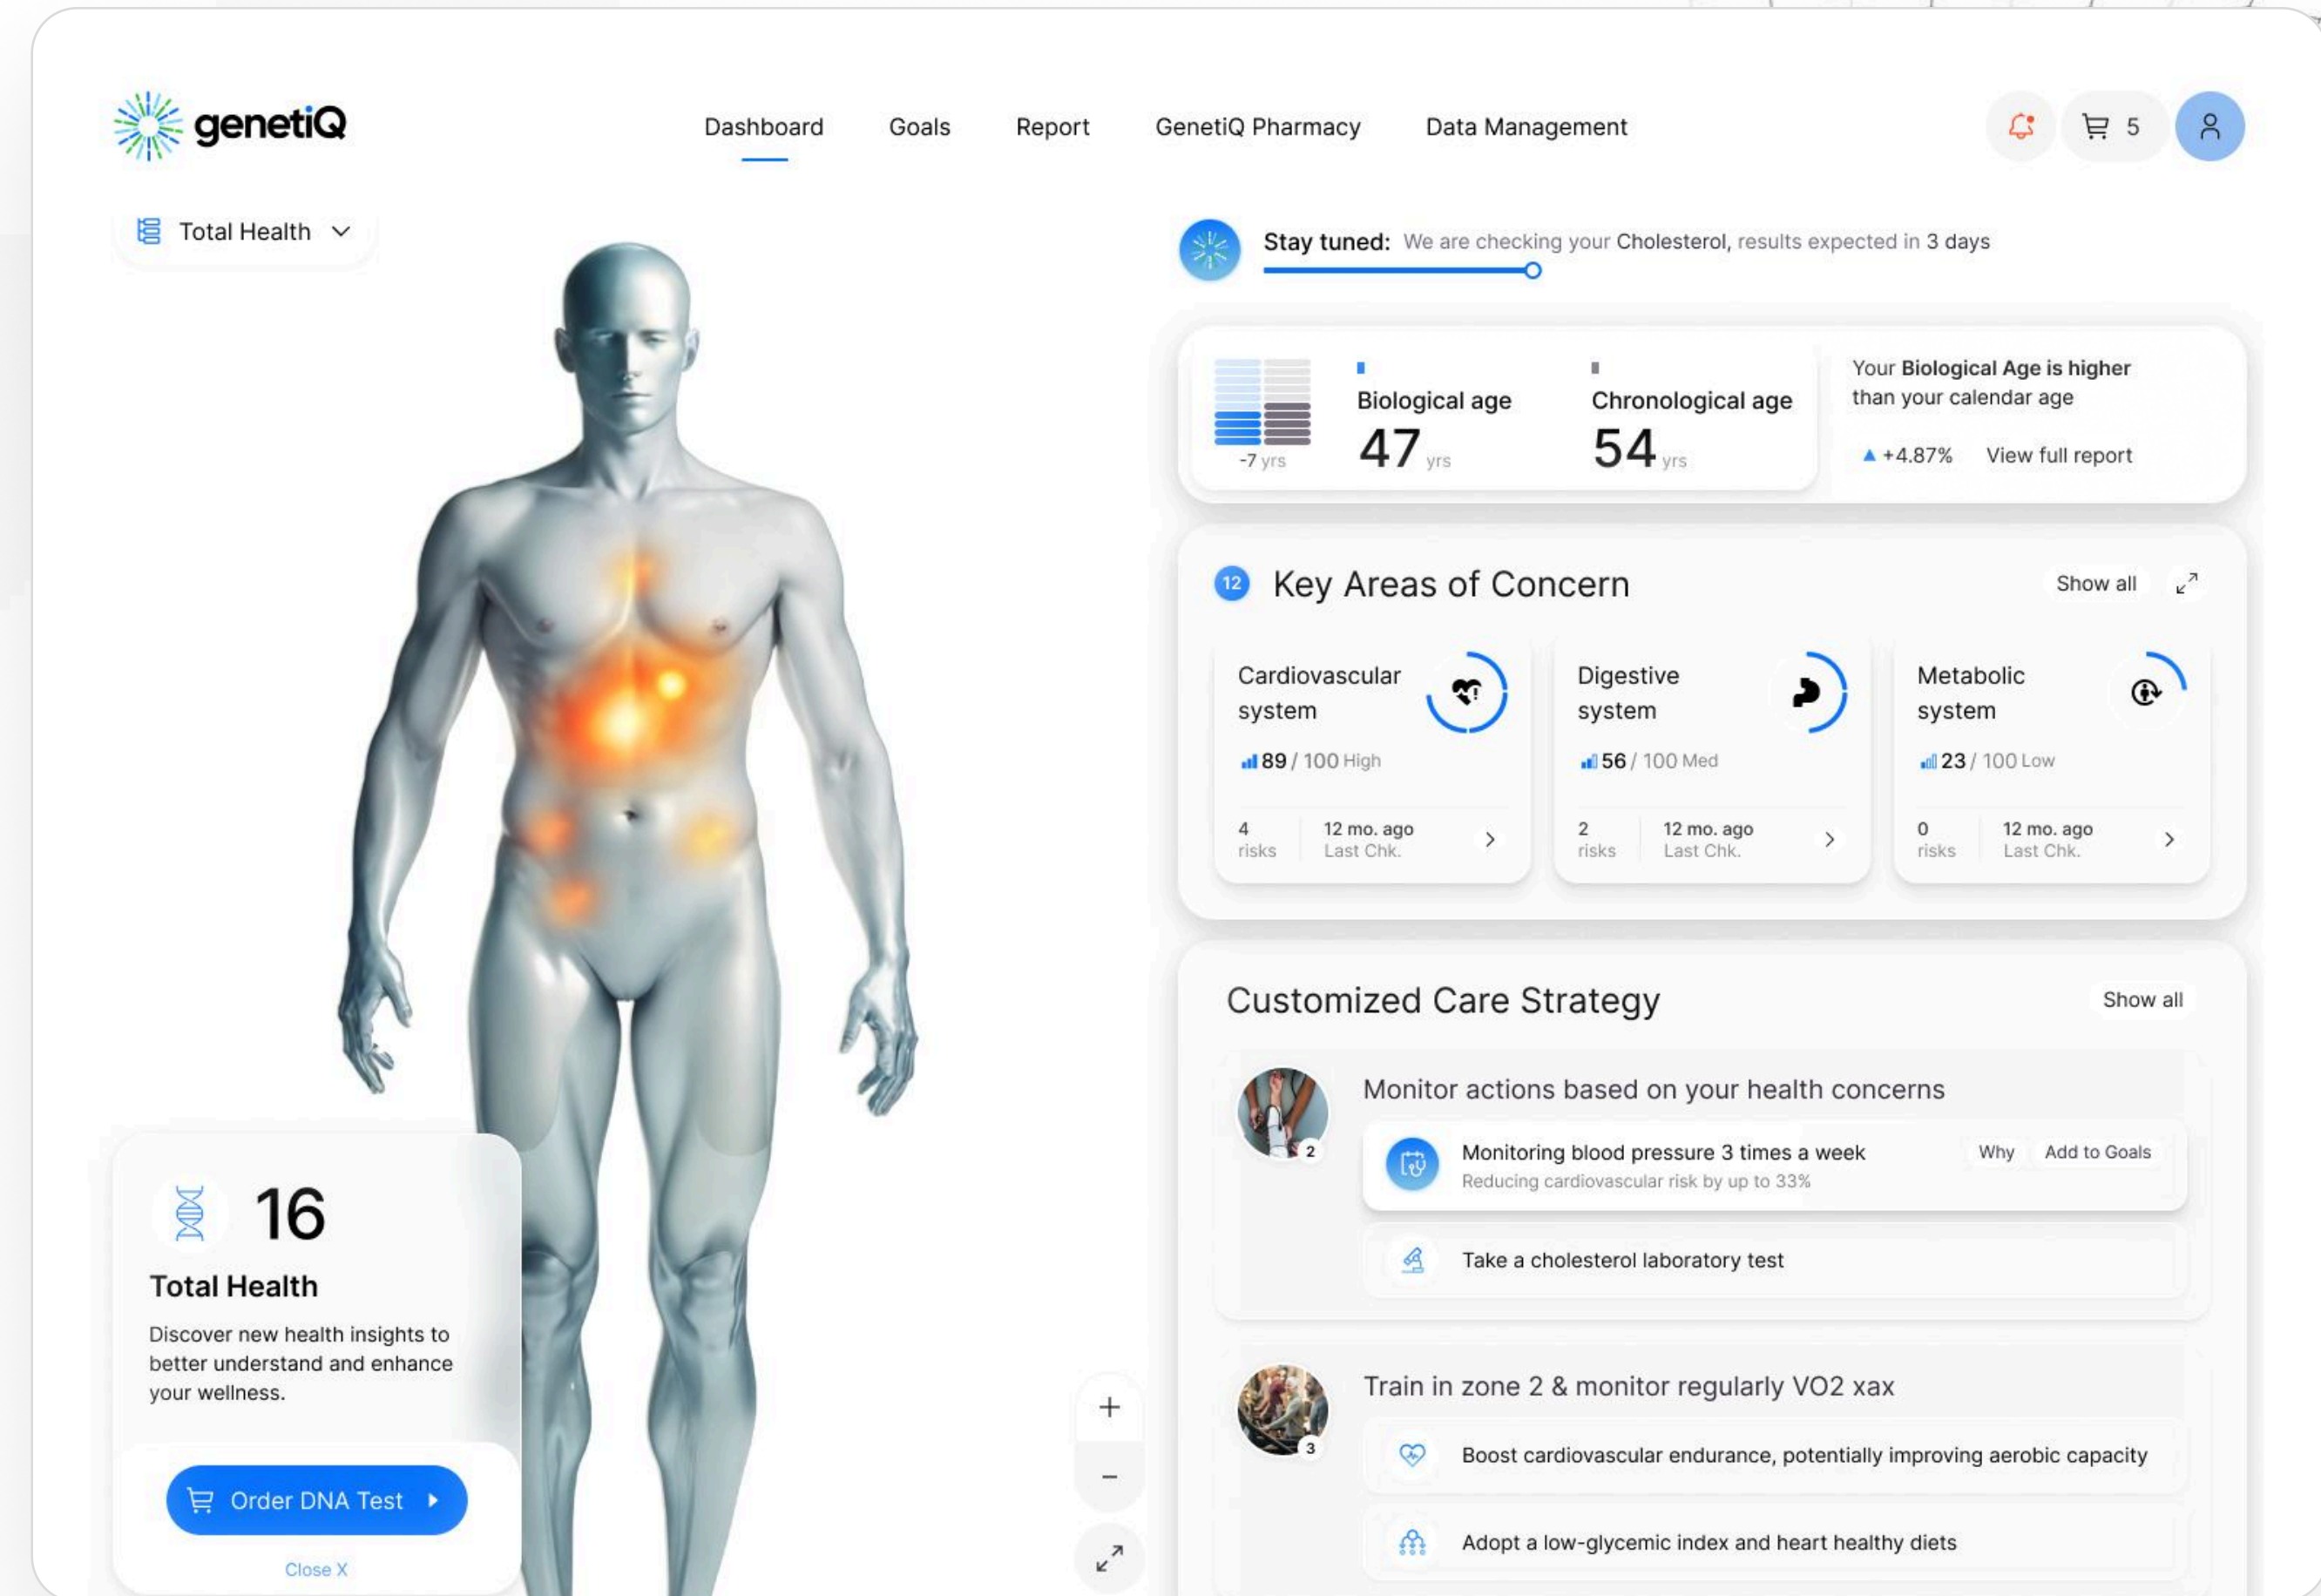 genetiQ
Dashboard
Goals
Report
GenetiQ Pharmacy
Data Management
5
Total Health
Stay tuned: We are checking your Cholesterol, results expected in 3 days
-7 yrs
Biological age
47 yrs
Chronological age
54 yrs
Your Biological Age is higher
than your calendar age
+4.87%
View full report
12 Key Areas of Concern
Show all
Cardiovascular
system
89 / 100 High
4
risks
12 mo. ago
Last Chk.
Digestive
system
56 / 100 Med
2
risks
12 mo. ago
Last Chk.
Metabolic
system
23 / 100 Low
0
risks
12 mo. ago
Last Chk.
Customized Care Strategy
Show all
2
Monitor actions based on your health concerns
Monitoring blood pressure 3 times a week
Reducing cardiovascular risk by up to 33%
Why
Add to Goals
Take a cholesterol laboratory test
3
Train in zone 2 & monitor regularly VO2 xax
Boost cardiovascular endurance, potentially improving aerobic capacity
Adopt a low-glycemic index and heart healthy diets
16
Total Health
Discover new health insights to
better understand and enhance
your wellness.
Order DNA Test
Close X
+
−